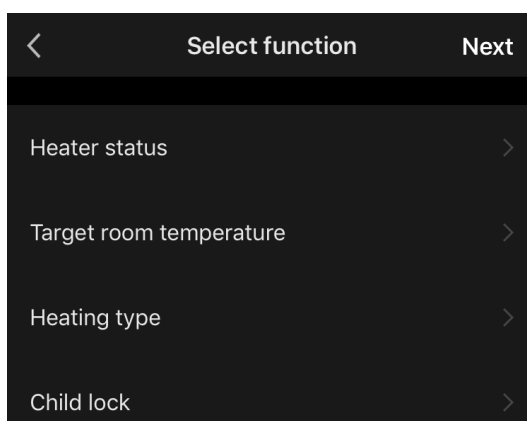 Select function Next
Heater status
Target room temperature
Heating type
Child lock